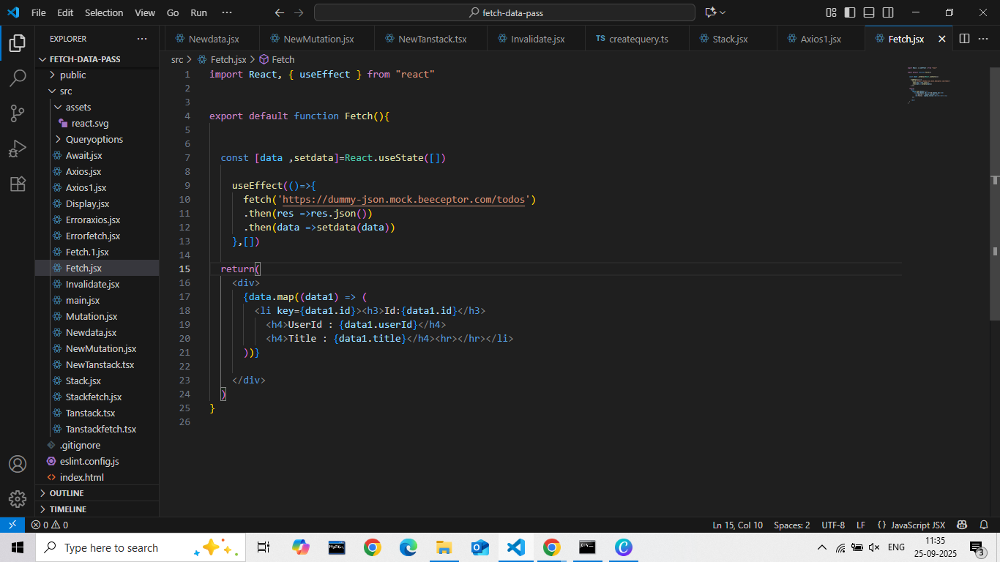 File Edit Selection View Go Run ···
fetch-data-pass
EXPLORER ···
FETCH-DATA-PASS
public
src
assets
react.svg
Queryoptions
Await.jsx
Axios.jsx
Axios1.jsx
Display.jsx
Erroraxios.jsx
Errorfetch.jsx
Fetch.1.jsx
Fetch.jsx
Invalidate.jsx
main.jsx
Mutation.jsx
Newdata.jsx
NewMutation.jsx
NewTanstack.tsx
Stack.jsx
Stackfetch.jsx
Tanstack.tsx
Tanstackfetch.tsx
.gitignore
eslint.config.js
index.html
OUTLINE
TIMELINE
Newdata.jsx NewMutation.jsx NewTanstack.tsx Invalidate.jsx TS createquery.ts Stack.jsx Axios1.jsx Fetch.jsx ···
src > Fetch.jsx > Fetch
1 import React, { useEffect } from "react"
2
3
4 export default function Fetch(){
5
6
7 const [data ,setdata]=React.useState([])
8
9 useEffect(()=>{
10 fetch('https://dummy-json.mock.beeceptor.com/todos')
11 .then(res =>res.json())
12 .then(data =>setdata(data))
13 },[])
14
15 return(
16 <div>
17 {data.map((data1) => (
18 <li key={data1.id}><h3>Id:{data1.id}</h3>
19 <h4>UserId : {data1.userId}</h4>
20 <h4>Title : {data1.title}</h4><hr></hr></li>
21 ))}
22
23 </div>
24 )
25 }
26
0 0 Ln 15, Col 10 Spaces: 2 UTF-8 LF {} JavaScript JSX
Type here to search
MySQL
ENG
11:35
25-09-2025
3